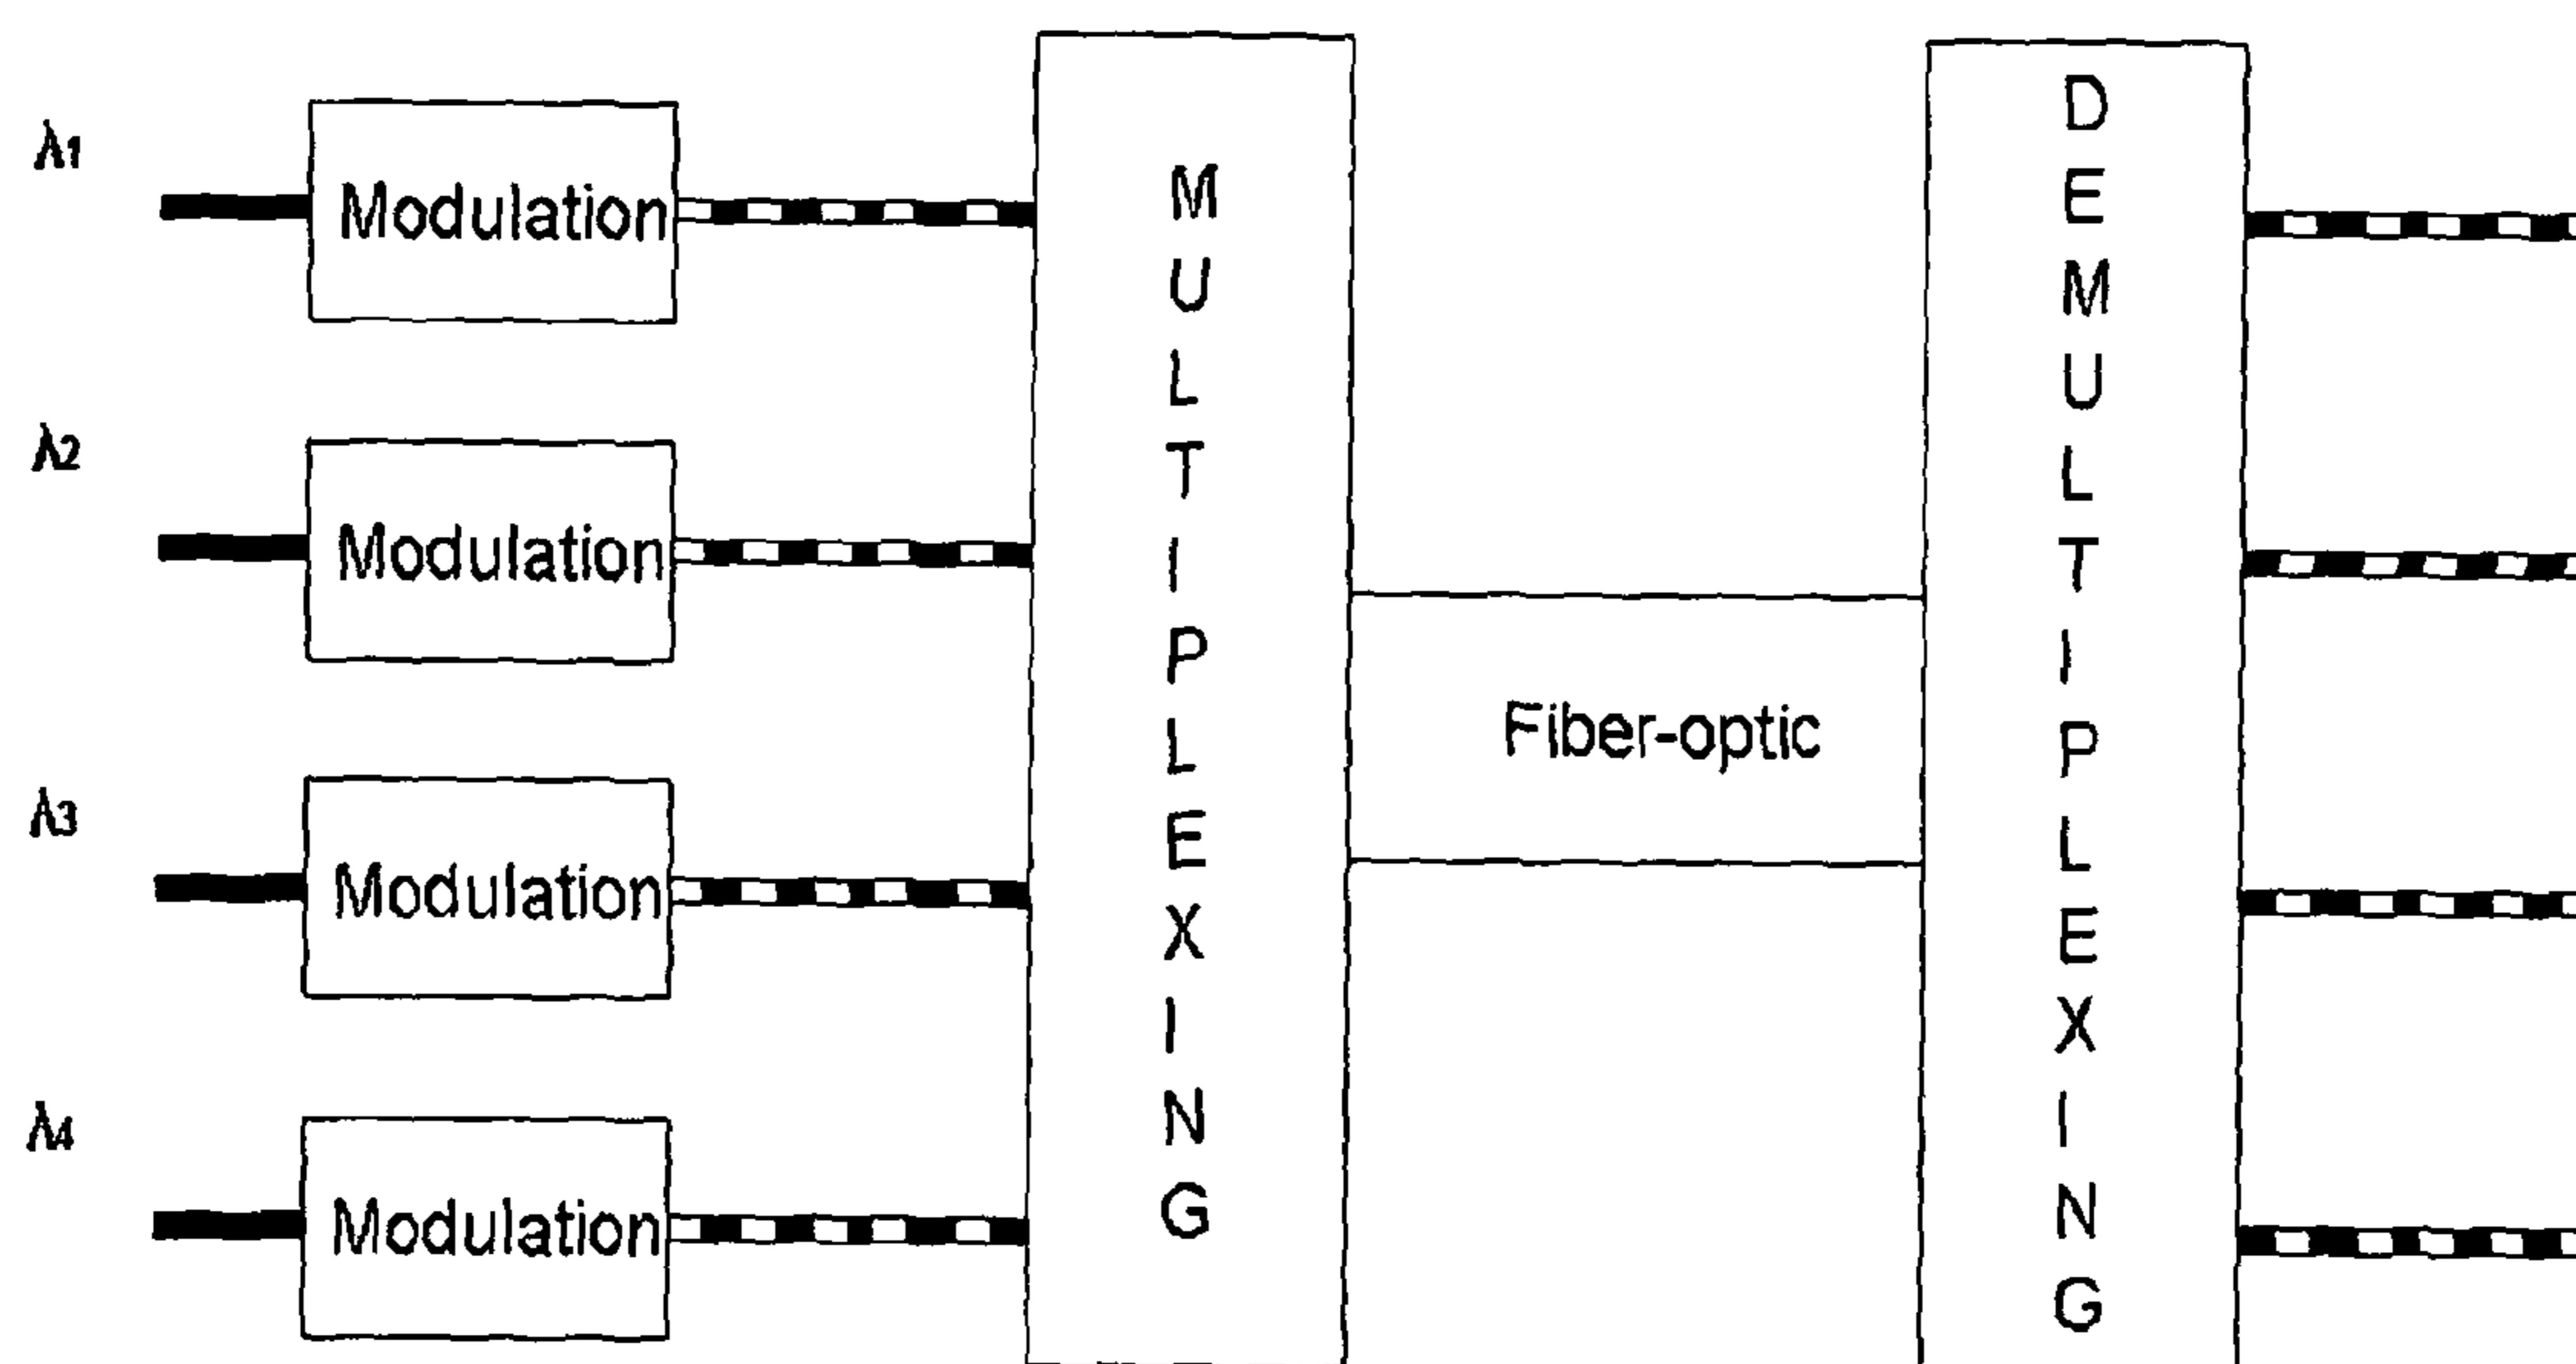 λ1
Modulation
λ2
Modulation
λ3
Modulation
λ4
Modulation
MULTIPLEXING
Fiber-optic
DEMULTIPLEXING